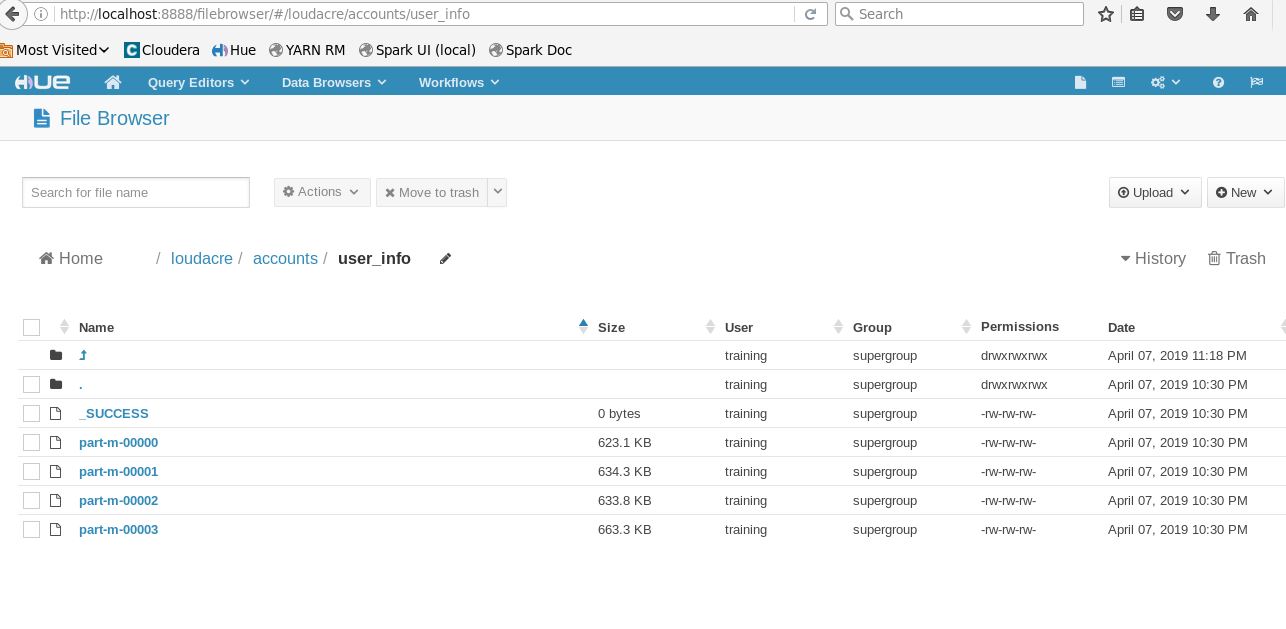 http://localhost:8888/filebrowser/#/loudacre/accounts/user_info Search
Most Visited Cloudera Hue YARN RM Spark UI (local) Spark Doc
HUE Query Editors Data Browsers Workflows
File Browser
Search for file name Actions Move to trash Upload New
Home / loudacre / accounts / user_info History Trash
Name Size User Group Permissions Date
training supergroup drwxrwxrwx April 07, 2019 11:18 PM
. training supergroup drwxrwxrwx April 07, 2019 10:30 PM
_SUCCESS 0 bytes training supergroup -rw-rw-rw- April 07, 2019 10:30 PM
part-m-00000 623.1 KB training supergroup -rw-rw-rw- April 07, 2019 10:30 PM
part-m-00001 634.3 KB training supergroup -rw-rw-rw- April 07, 2019 10:30 PM
part-m-00002 633.8 KB training supergroup -rw-rw-rw- April 07, 2019 10:30 PM
part-m-00003 663.3 KB training supergroup -rw-rw-rw- April 07, 2019 10:30 PM